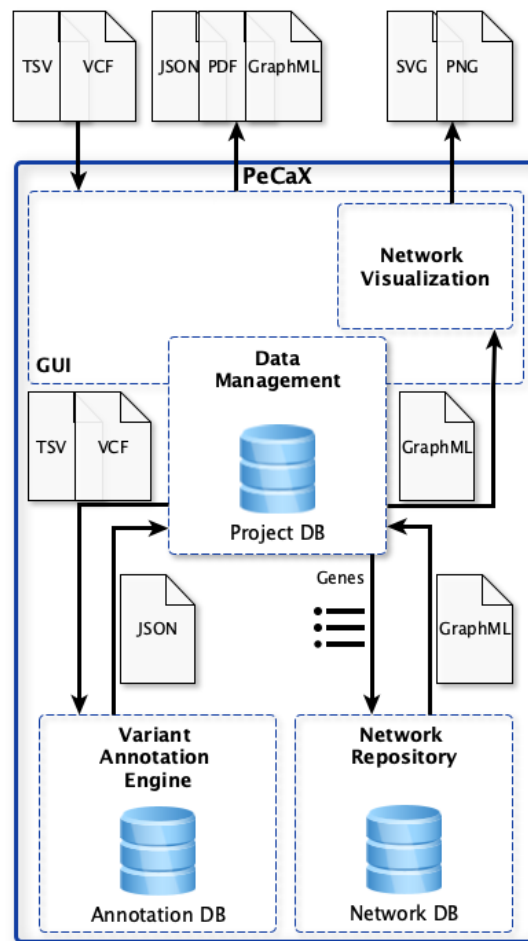 TSV
VCF
JSON
PDF
GraphML
SVG
PNG
PeCaX
Network
Visualization
GUI
Data
Management
Project DB
TSV
VCF
GraphML
JSON
Genes
GraphML
Variant
Annotation
Engine
Annotation DB
Network
Repository
Network DB